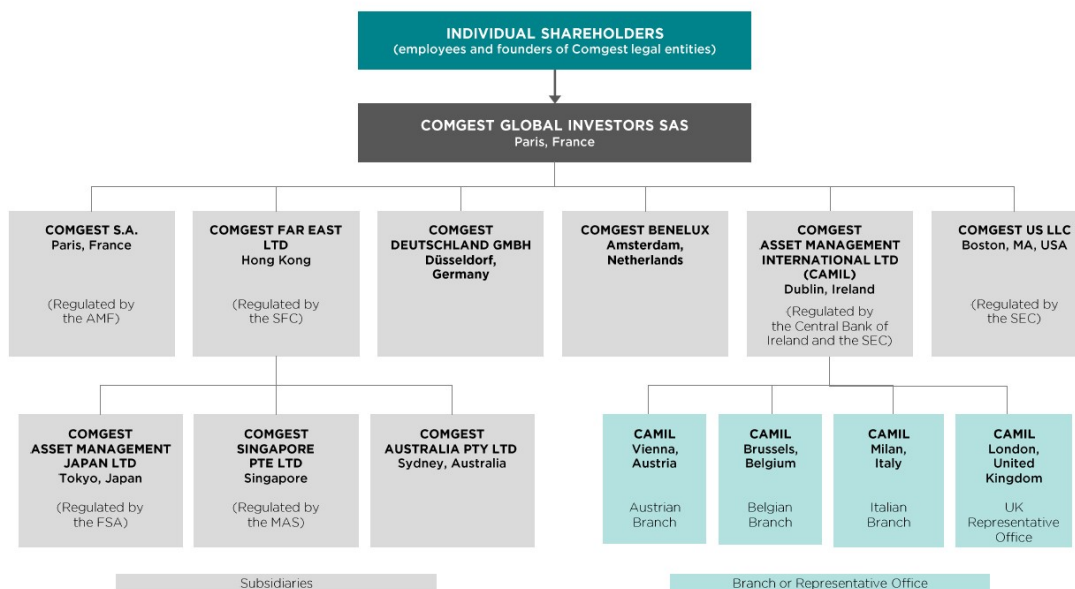 INDIVIDUAL SHAREHOLDERS
(employees and founders of Comgest legal entities)
COMGEST GLOBAL INVESTORS SAS
Paris, France
COMGEST S.A.
Paris, France
(Regulated by
the AMF)
COMGEST FAR EAST
LTD
Hong Kong
(Regulated by
the SFC)
COMGEST
DEUTSCHLAND GMBH
Düsseldorf,
Germany
COMGEST BENELUX
Amsterdam,
Netherlands
COMGEST
ASSET MANAGEMENT
INTERNATIONAL LTD
(CAMIL)
Dublin, Ireland
(Regulated by
the Central Bank of
Ireland and the SEC)
COMGEST US LLC
Boston, MA, USA
(Regulated by
the SEC)
COMGEST
ASSET MANAGEMENT
JAPAN LTD
Tokyo, Japan
(Regulated by
the FSA)
COMGEST
SINGAPORE
PTE LTD
Singapore
(Regulated by
the MAS)
COMGEST
AUSTRALIA PTY LTD
Sydney, Australia
CAMIL
Vienna,
Austria
Austrian
Branch
CAMIL
Brussels,
Belgium
Belgian
Branch
CAMIL
Milan,
Italy
Italian
Branch
CAMIL
London,
United
Kingdom
UK
Representative
Office
Subsidiaries
Branch or Representative Office